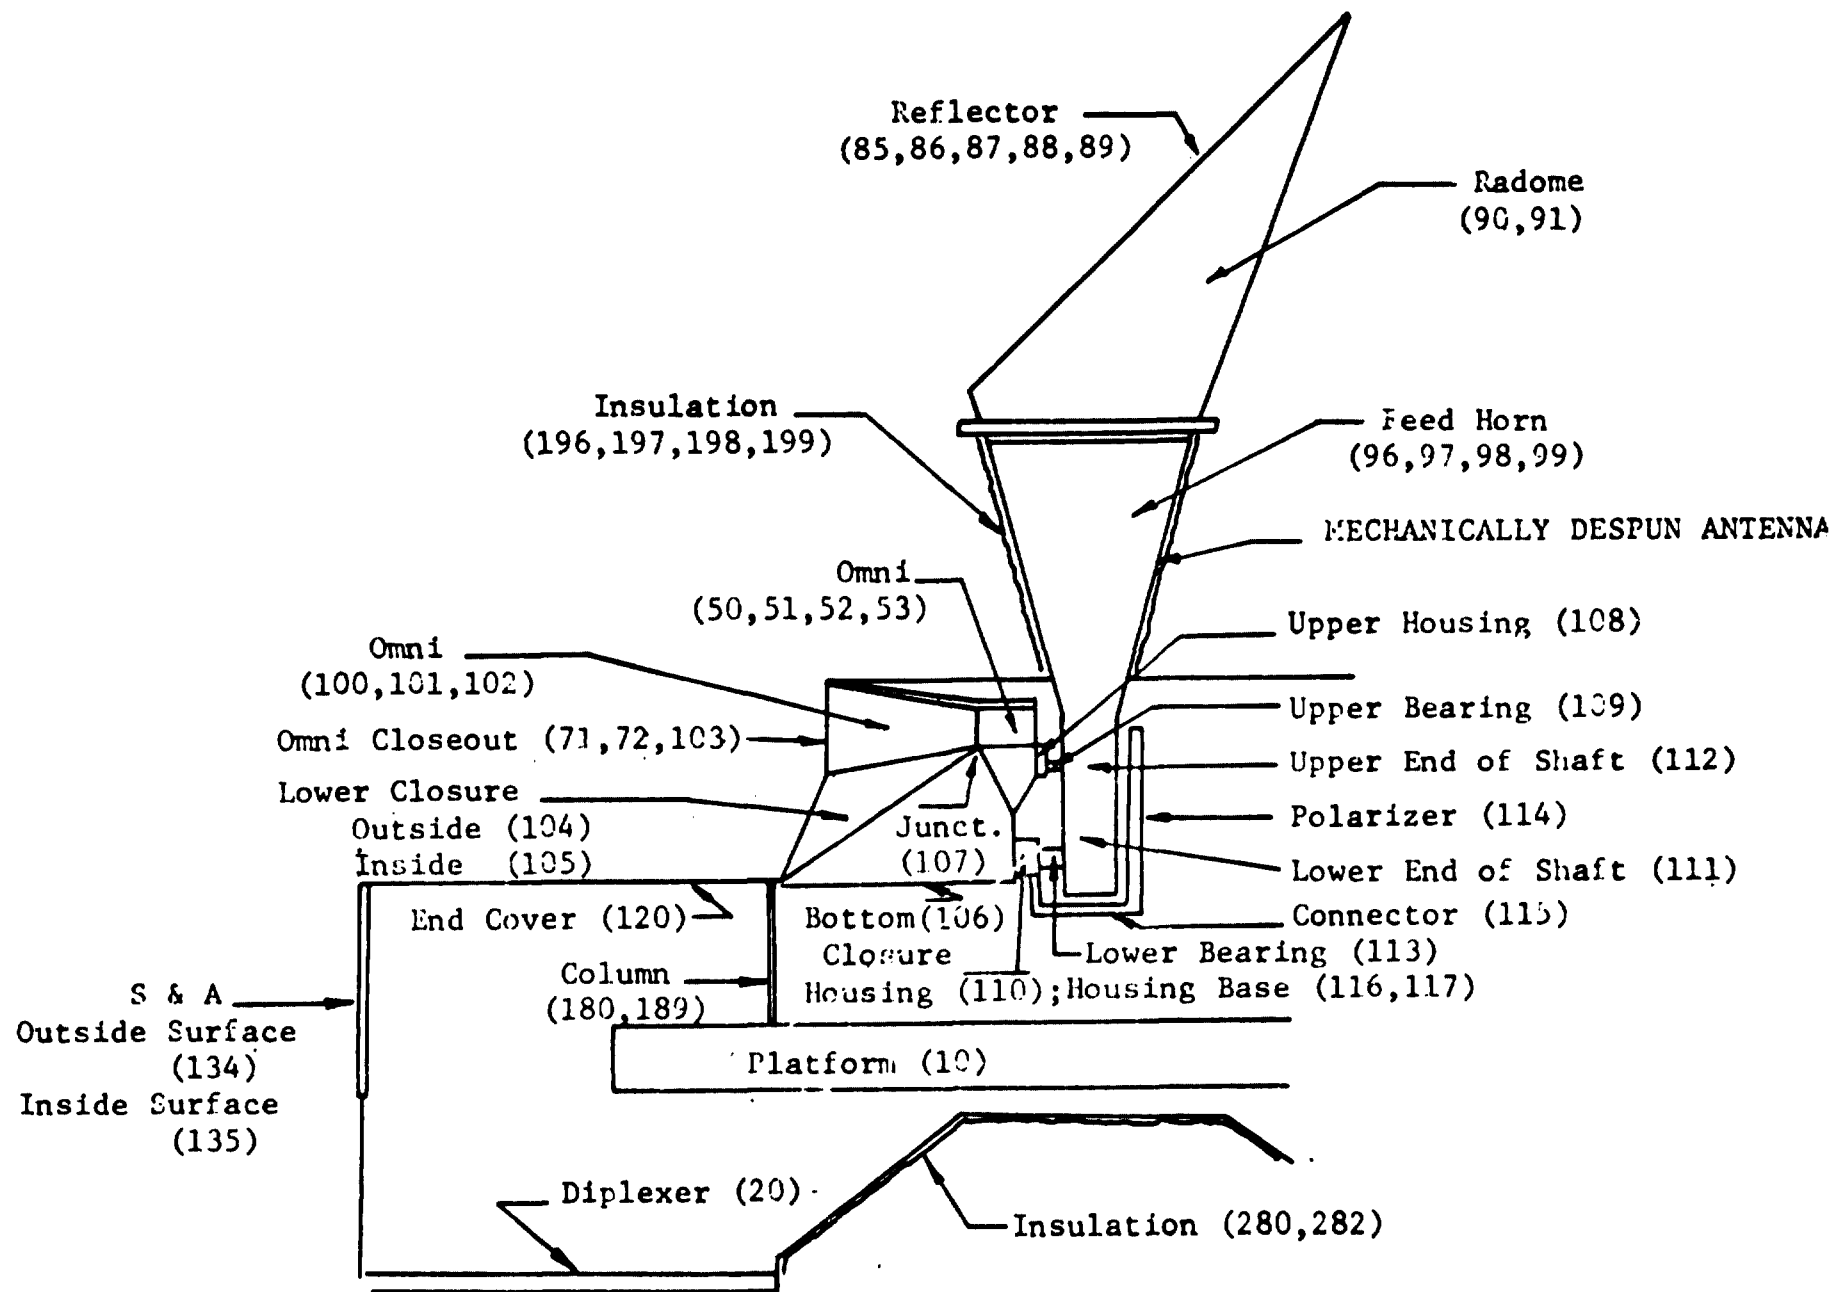 Reflector
(85,86,87,88,89)
Radome
(90,91)
Insulation
(196,197,198,199)
Feed Horn
(96,97,98,99)
MECHANICALLY DESPUN ANTENNA
Omni
(50,51,52,53)
Upper Housing (108)
Omni
(100,101,102)
Upper Bearing (109)
Omni Closeout (71,72,103)
Upper End of Shaft (112)
Lower Closure
Outside (104)
Inside (105)
Junct.
(107)
Polarizer (114)
Lower End of Shaft (111)
End Cover (120)
Bottom(106)
Closure
Connector (115)
Lower Bearing (113)
Column
(180,189)
Housing (110);Housing Base (116,117)
S & A
Outside Surface
(134)
Inside Surface
(135)
Platform (10)
Diplexer (20)
Insulation (280,282)